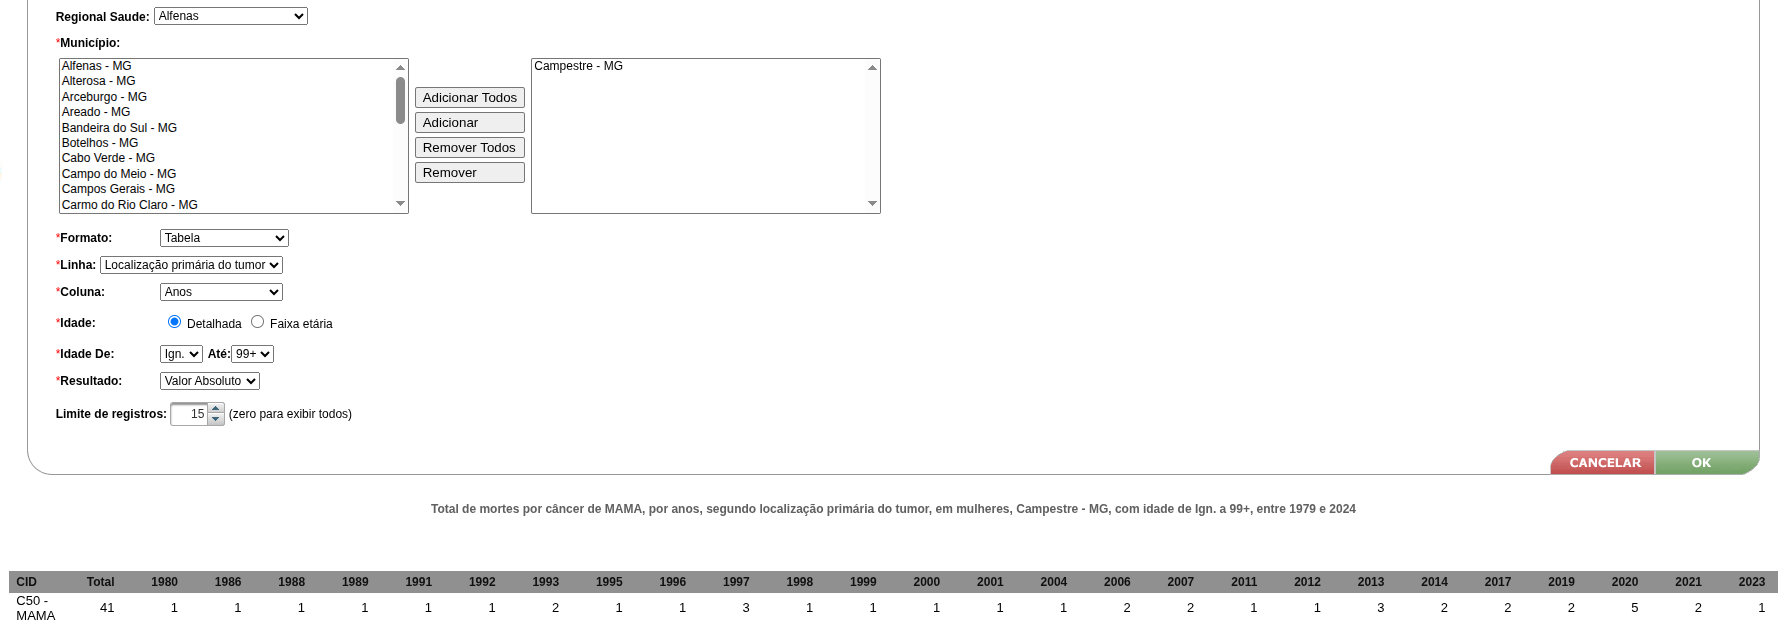 Regional Saude: Alfenas
*Município:
Alfenas - MG
Alterosa - MG
Arceburgo - MG
Areado - MG
Bandeira do Sul - MG
Botelhos - MG
Cabo Verde - MG
Campo do Meio - MG
Campos Gerais - MG
Carmo do Rio Claro - MG
Adicionar Todos
Adicionar
Remover Todos
Remover
Campestre - MG
*Formato: Tabela
*Linha: Localização primária do tumor
*Coluna: Anos
*Idade: Detalhada Faixa etária
*Idade De: Ign. Até: 99+
*Resultado: Valor Absoluto
Limite de registros: 15 (zero para exibir todos)
CANCELAR OK
Total de mortes por câncer de MAMA, por anos, segundo localização primária do tumor, em mulheres, Campestre - MG, com idade de Ign. a 99+, entre 1979 e 2024
CID Total 1980 1986 1988 1989 1991 1992 1993 1995 1996 1997 1998 1999 2000 2001 2004 2006 2007 2011 2012 2013 2014 2017 2019 2020 2021 2023
C50 - MAMA 41 1 1 1 1 1 1 2 1 1 3 1 1 1 1 1 2 2 1 1 3 2 2 2 5 2 1